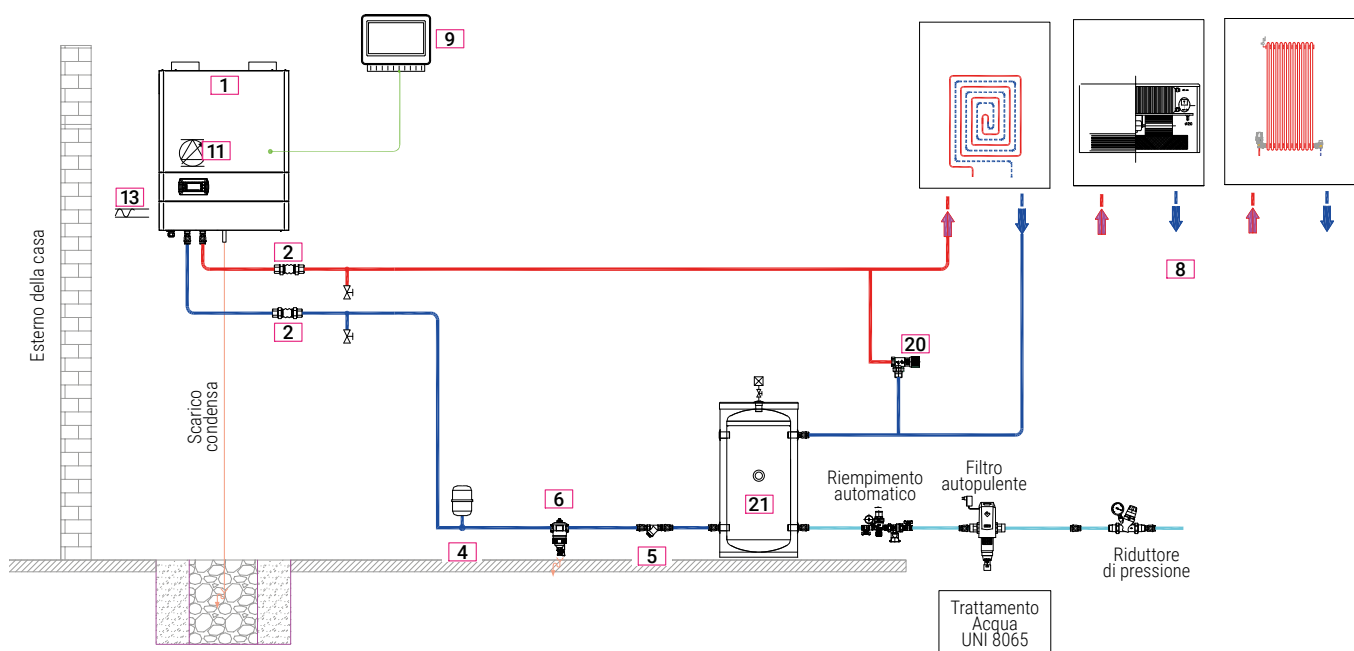 9
1
11
13
2
2
8
Esterno della casa
20
Scarico
condensa
Riempimento
automatico
Filtro
autopulente
6
21
4
5
Riduttore
di pressione
Trattamento
Acqua
UNI 8065